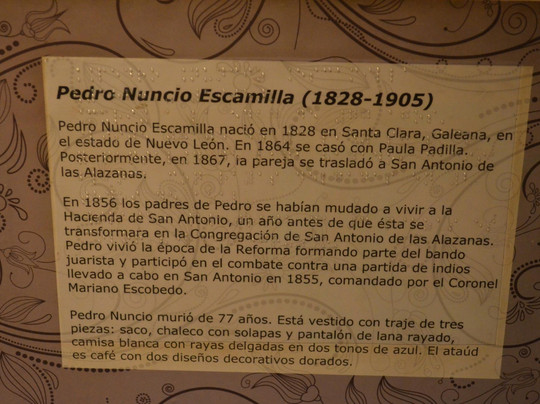 Pedro Nuncio Escamilla (1828-1905)
Pedro Nuncio Escamilla nació en 1828 en Santa Clara, Galeana, en
el estado de Nuevo León. En 1864 se casó con Paula Padilla.
Posteriormente, en 1867, la pareja se trasladó a San Antonio de
las Alazanas.
En 1856 los padres de Pedro se habían mudado a vivir a la
Hacienda de San Antonio, un año antes de que ésta se
transformara en la Congregación de San Antonio de las Alazanas.
Pedro vivió la época de la Reforma formando parte del bando
juarista y participó en el combate contra una partida de indios
llevado a cabo en San Antonio en 1855, comandado por el Coronel
Mariano Escobedo.
Pedro Nuncio murió de 77 años. Está vestido con traje de tres
piezas: saco, chaleco con solapas y pantalón de lana rayado,
camisa blanca con rayas delgadas en dos tonos de azul. El ataúd
es café con dos diseños decorativos dorados.